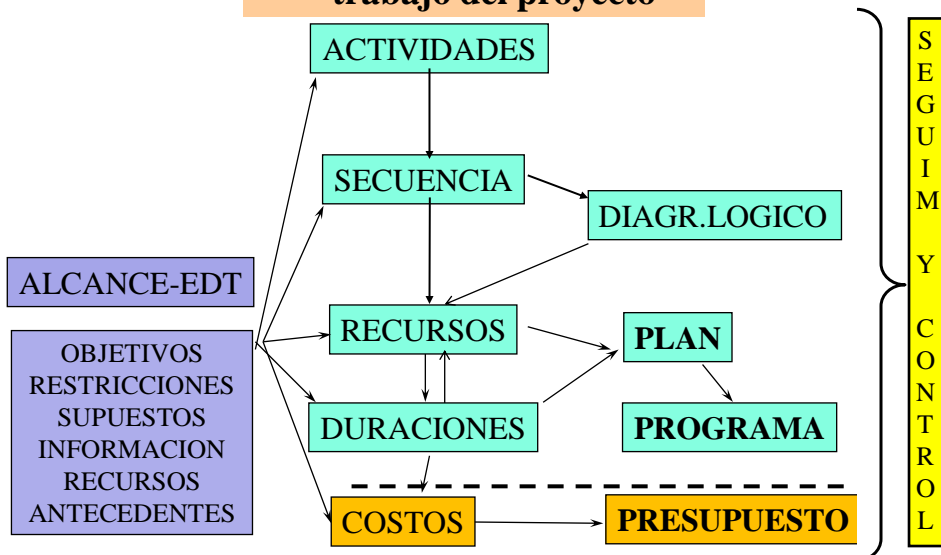 trabajo del proyecto
ACTIVIDADES
SECUENCIA
DIAGR.LOGICO
ALCANCE-EDT
OBJETIVOS
RESTRICCIONES
SUPUESTOS
INFORMACION
RECURSOS
ANTECEDENTES
RECURSOS
PLAN
DURACIONES
PROGRAMA
COSTOS
PRESUPUESTO
S
E
G
U
I
M
Y
C
O
N
T
R
O
L